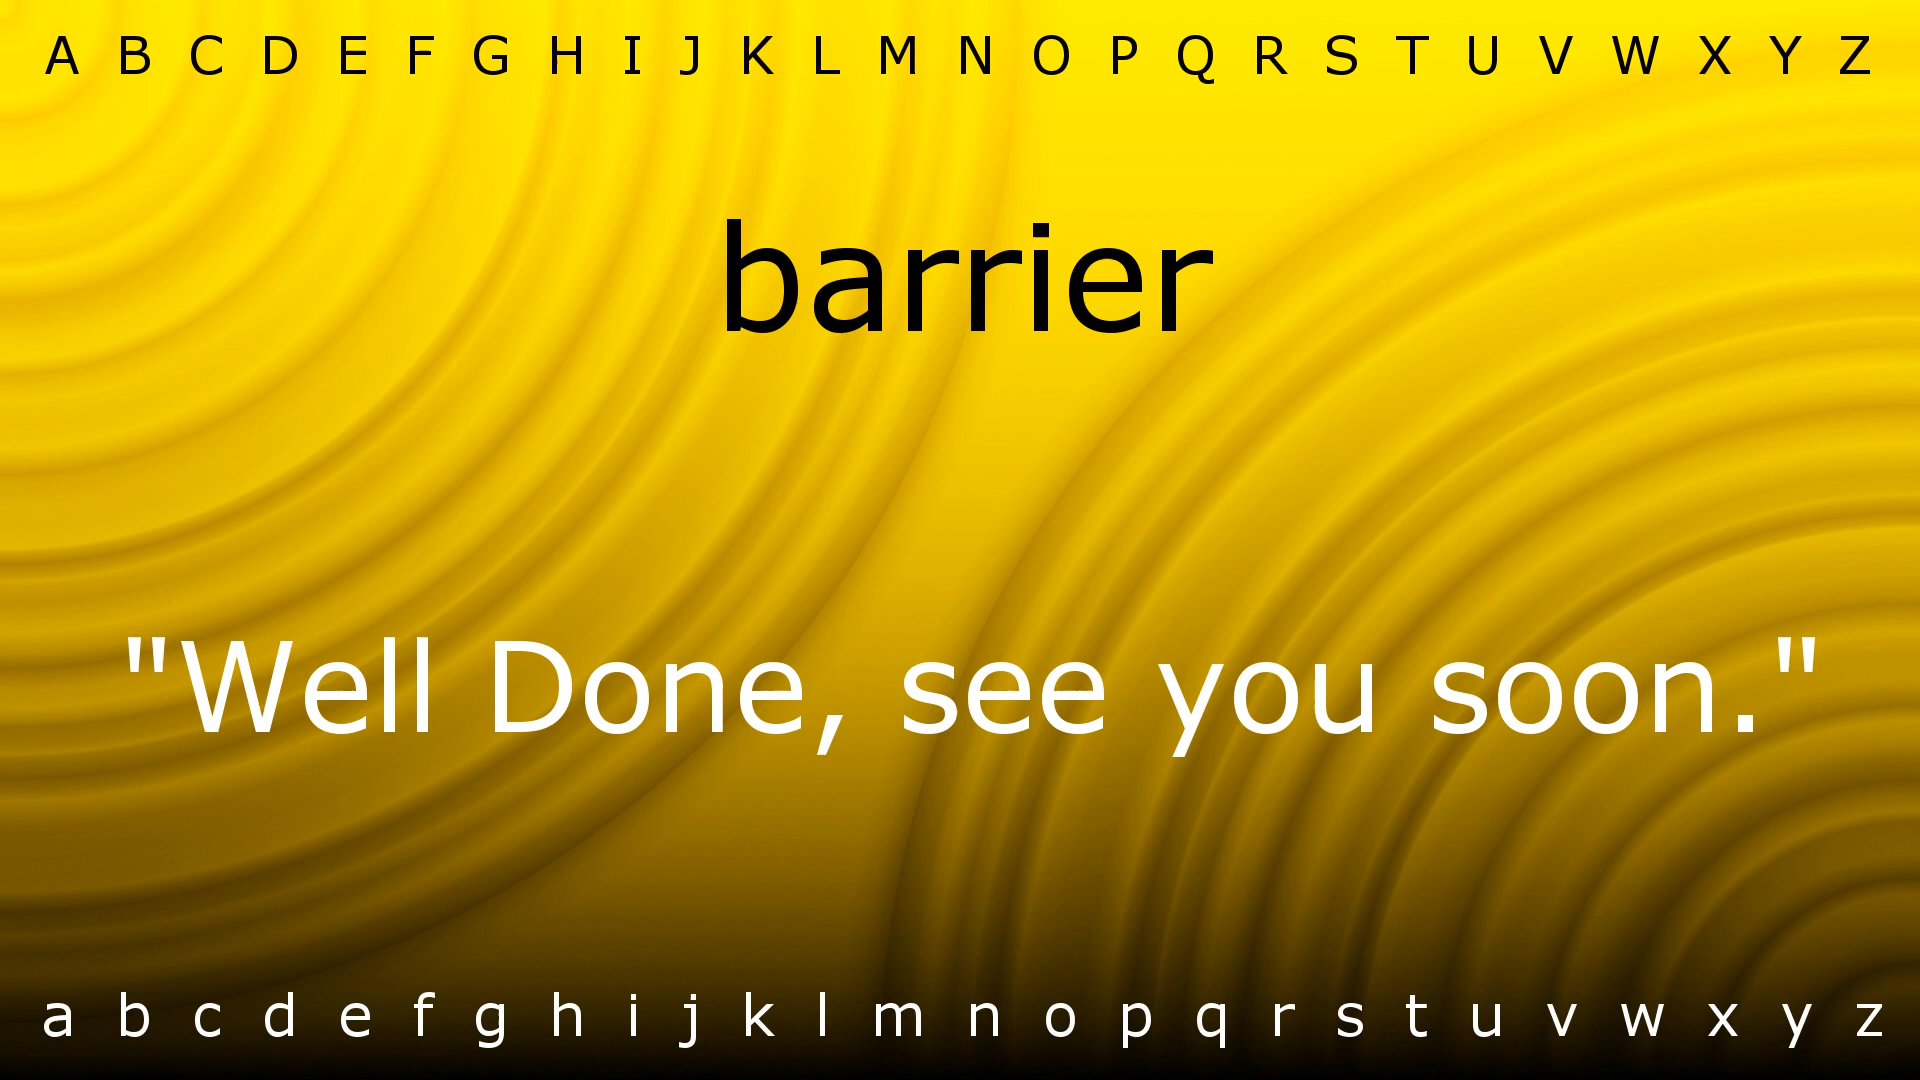 A B C D E F G H I J K L M N O P Q R S T U V W X Y Z
barrier
"Well Done, see you soon."
a b c d e f g h i j k l m n o p q r s t u v w x y z